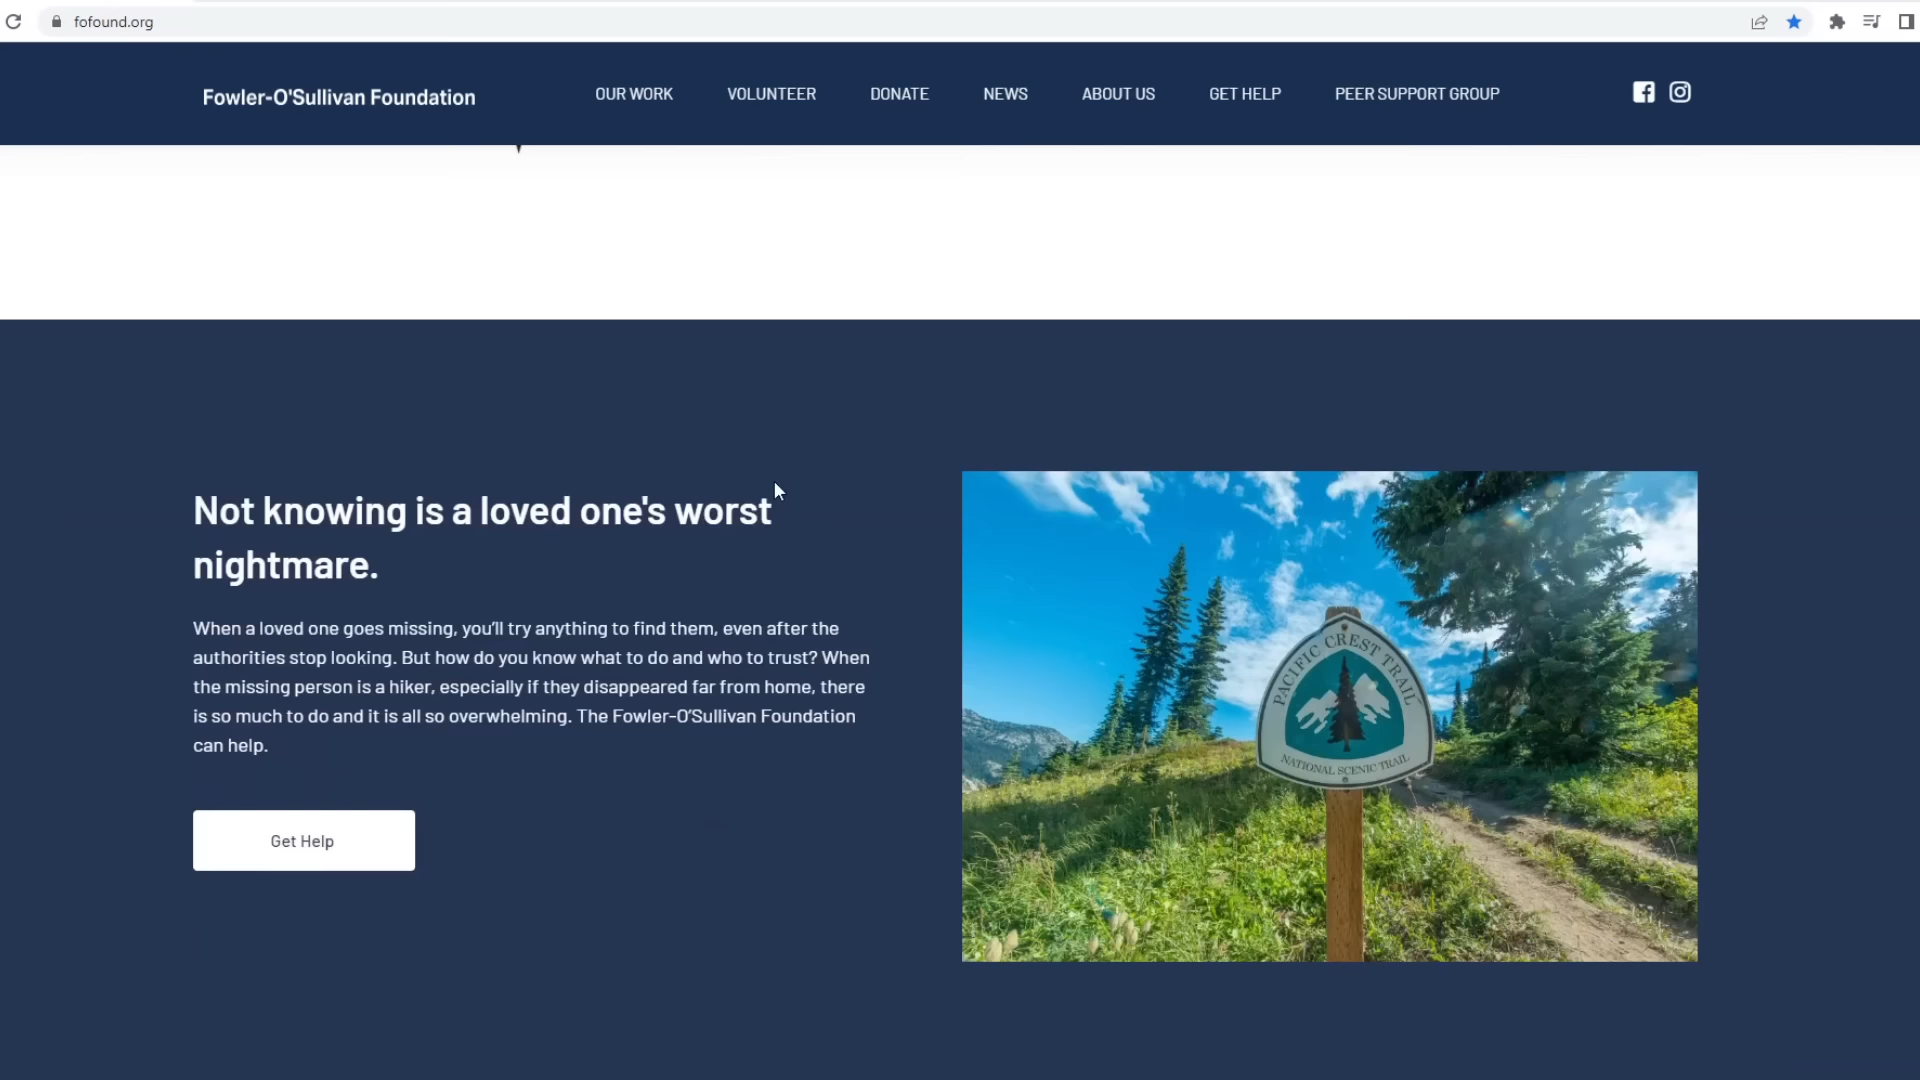 fofound.org
Fowler-O'Sullivan Foundation
OUR WORK
VOLUNTEER
DONATE
NEWS
ABOUT US
GET HELP
PEER SUPPORT GROUP
Not knowing is a loved one's worst
nightmare.
When a loved one goes missing, you’ll try anything to find them, even after the
authorities stop looking. But how do you know what to do and who to trust? When
the missing person is a hiker, especially if they disappeared far from home, there
is so much to do and it is all so overwhelming. The Fowler-O’Sullivan Foundation
can help.
Get Help
PACIFIC CREST TRAIL
NATIONAL SCENIC TRAIL